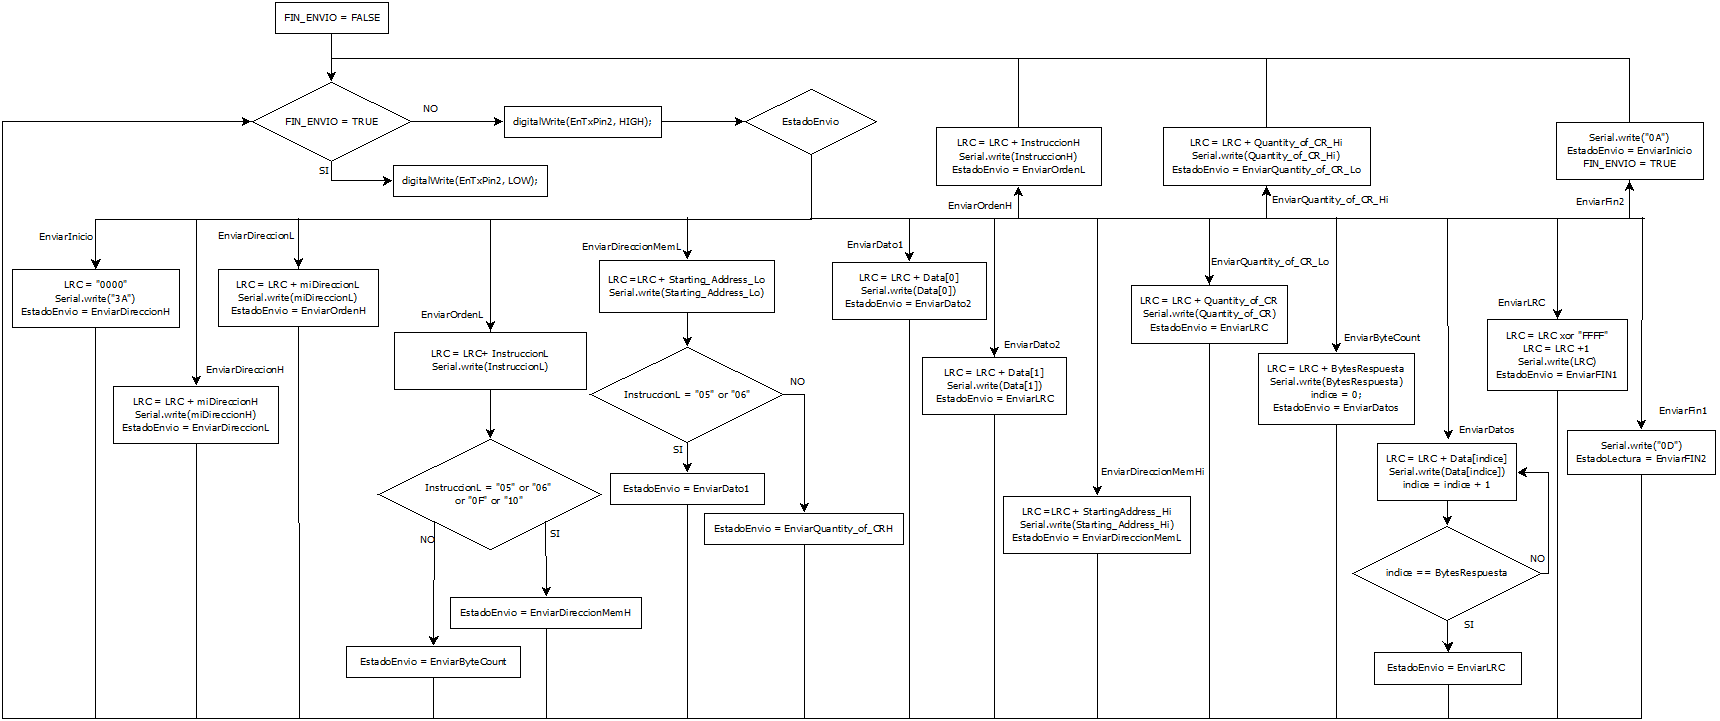 FIN_ENVIO = FALSE
FIN_ENVIO = TRUE
NO
SI
digitalWrite(EnTxPin2, HIGH);
digitalWrite(EnTxPin2, LOW);
EstadoEnvio
EnviarInicio
LRC = "0000"
Serial.write("3A")
EstadoEnvio = EnviarDireccionH
EnviarDireccionH
LRC = LRC + miDireccionH
Serial.write(miDireccionH)
EstadoEnvio = EnviarDireccionL
EnviarDireccionL
LRC = LRC + miDireccionL
Serial.write(miDireccionL)
EstadoEnvio = EnviarOrdenH
EnviarOrdenL
LRC = LRC+ InstruccionL
Serial.write(InstruccionL)
InstruccionL = "05" or "06"
or "0F" or "10"
NO
SI
EstadoEnvio = EnviarDireccionMemH
EstadoEnvio = EnviarByteCount
EnviarDireccionMemL
LRC =LRC + Starting_Address_Lo
Serial.write(Starting_Address_Lo)
InstruccionL = "05" or "06"
NO
SI
EstadoEnvio = EnviarDato1
EstadoEnvio = EnviarQuantity_of_CRH
EnviarDato1
LRC = LRC + Data[0]
Serial.write(Data[0])
EstadoEnvio = EnviarDato2
EnviarOrdenH
LRC = LRC + InstruccionH
Serial.write(InstruccionH)
EstadoEnvio = EnviarOrdenL
EnviarDato2
LRC = LRC + Data[1]
Serial.write(Data[1])
EstadoEnvio = EnviarLRC
EnviarDireccionMemHi
LRC =LRC + StartingAddress_Hi
Serial.write(Starting_Address_Hi)
EstadoEnvio = EnviarDireccionMemL
EnviarQuantity_of_CR_Hi
LRC = LRC + Quantity_of_CR_Hi
Serial.write(Quantity_of_CR_Hi)
EstadoEnvio = EnviarQuantity_of_CR_Lo
EnviarQuantity_of_CR_Lo
LRC = LRC + Quantity_of_CR
Serial.write(Quantity_of_CR)
EstadoEnvio = EnviarLRC
EnviarByteCount
LRC = LRC + BytesRespuesta
Serial.write(BytesRespuesta)
indice = 0;
EstadoEnvio = EnviarDatos
EnviarDatos
LRC = LRC + Data[indice]
Serial.write(Data[indice])
indice = indice + 1
indice == BytesRespuesta
NO
SI
EstadoEnvio = EnviarLRC
EnviarLRC
LRC = LRC xor "FFFF"
LRC = LRC +1
Serial.write(LRC)
EstadoEnvio = EnviarFIN1
EnviarFin2
Serial.write("0A")
EstadoEnvio = EnviarInicio
FIN_ENVIO = TRUE
EnviarFin1
Serial.write("0D")
EstadoLectura = EnviarFIN2